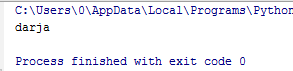 C:\Users\0\AppData\Local\Programs\Python
darja
Process finished with exit code 0